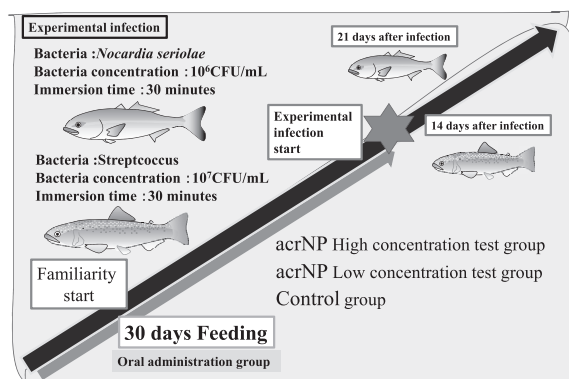 Experimental infection
Bacteria :Nocardia seriolae
Bacteria concentration :10⁶CFU/mL
Immersion time :30 minutes
Bacteria :Streptcoccus
Bacteria concentration :10⁷CFU/mL
Immersion time :30 minutes
21 days after infection
Experimental
infection
start
14 days after infection
Familiarity
start
acrNP High concentration test group
acrNP Low concentration test group
Control group
30 days Feeding
Oral administration group